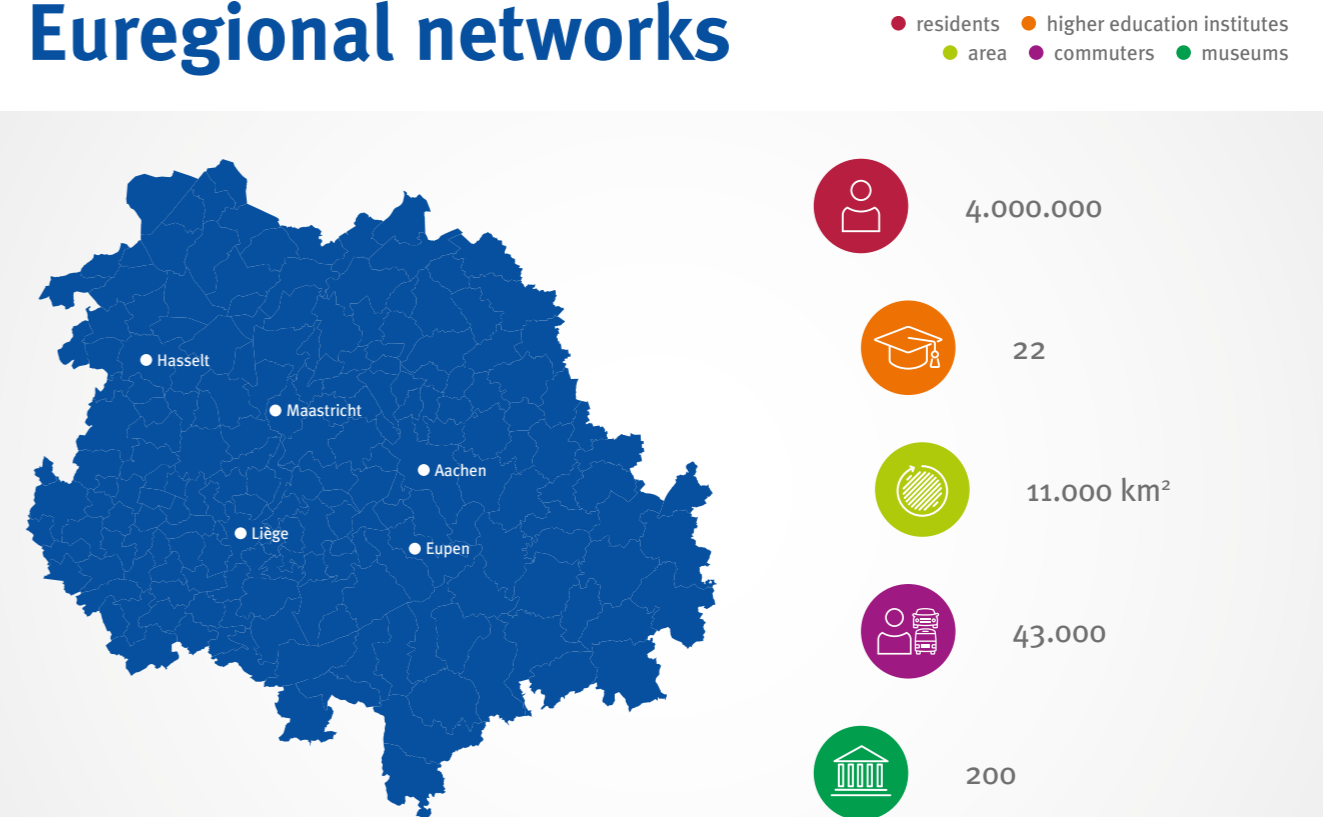 Euregional networks
residents higher education institutes
area commuters museums
4.000.000
22
Hasselt
Maastricht
Aachen
11.000 km²
Liège
Eupen
43.000
200